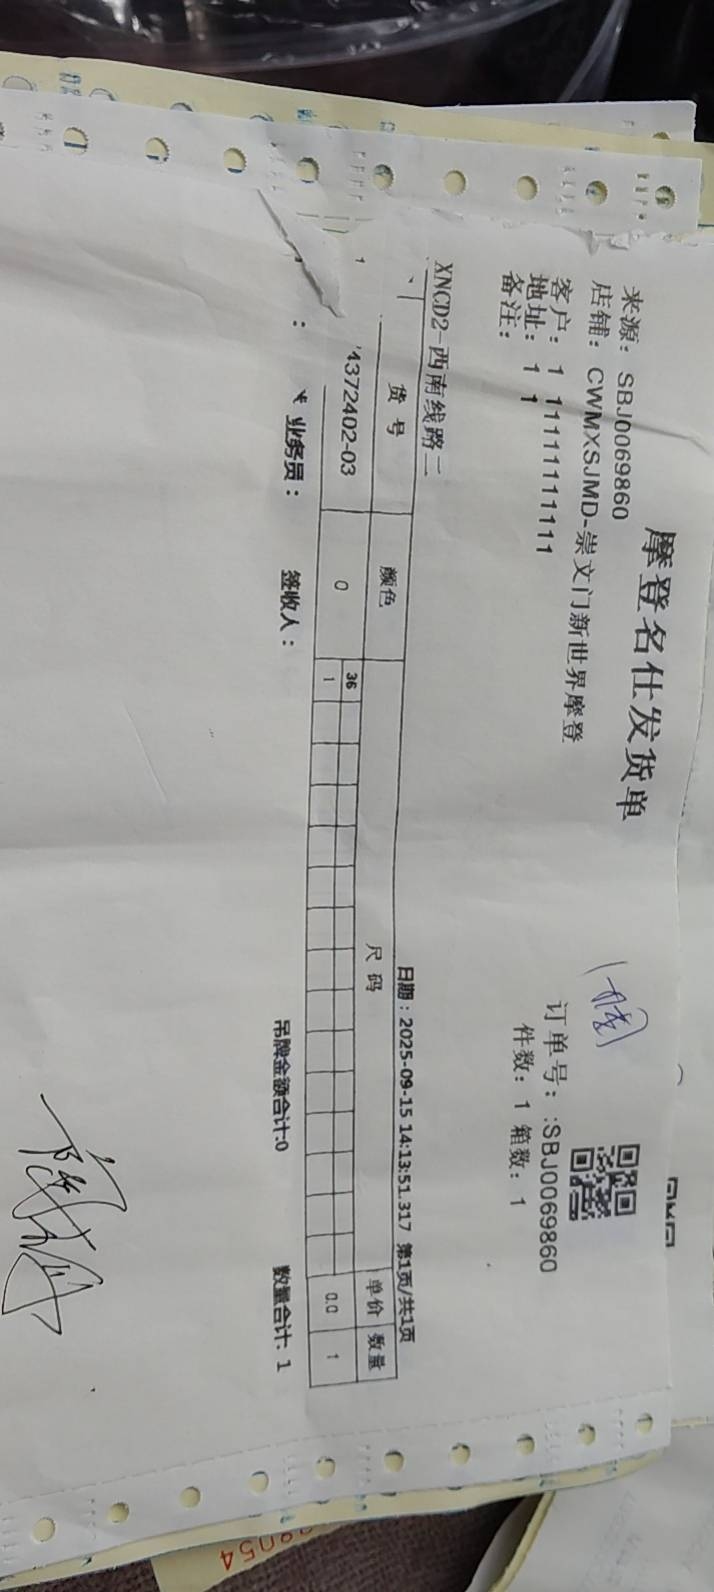 摩登名仕发货单
来源: SBJ0069860
店铺: CWMXSJMD-崇文门新世界摩登
订单号: :SBJ0069860
客户: 1 11111111111
件数: 1 箱数: 1
地址: 1 1
备注:
XNCD2-西南线路二
日期: 2025-09-15 14:13:51.317 第1页/共1页
货号 颜色 尺码 单价 数量
36
1 4372402-03 0 1 0.0 1
业务员: 签收人: 吊牌金额合计:0 数量合计: 1